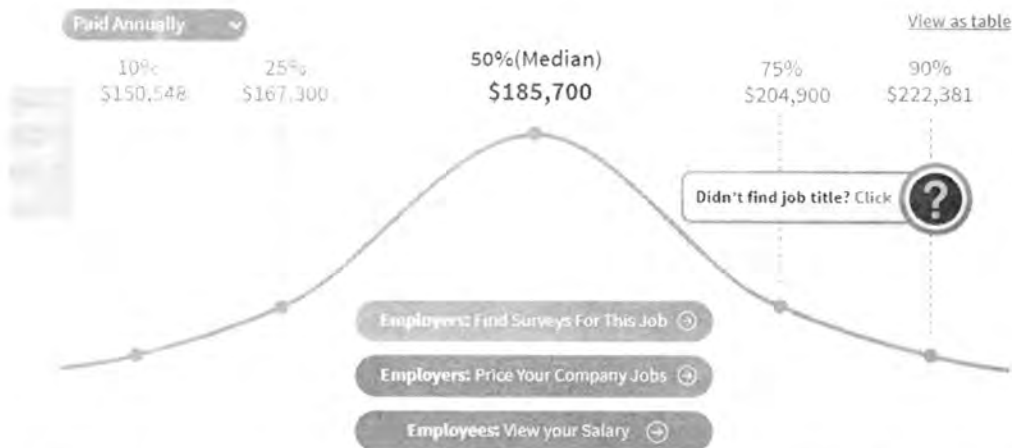 Paid Annually
View as table
10%
$150,548
25%
$167,300
50%(Median)
$185,700
75%
$204,900
90%
$222,381
Didn't find job title? Click
?
Employers: Find Surveys For This Job
Employers: Price Your Company Jobs
Employees: View your Salary